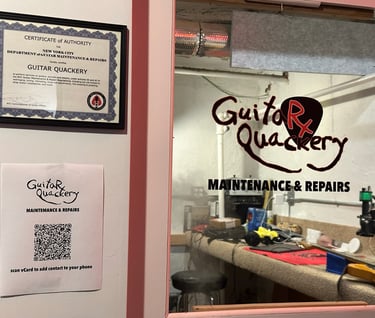 CERTIFICATE of AUTHORITY
NEW YORK CITY
DEPARTMENT of GUITAR MAINTENANCE & REPAIRS
GUITAR QUACKERY
GuitaRx
Quackery
MAINTENANCE & REPAIRS
scan vCard to add contact to your phone
GuitaRx
Quackery
MAINTENANCE & REPAIRS